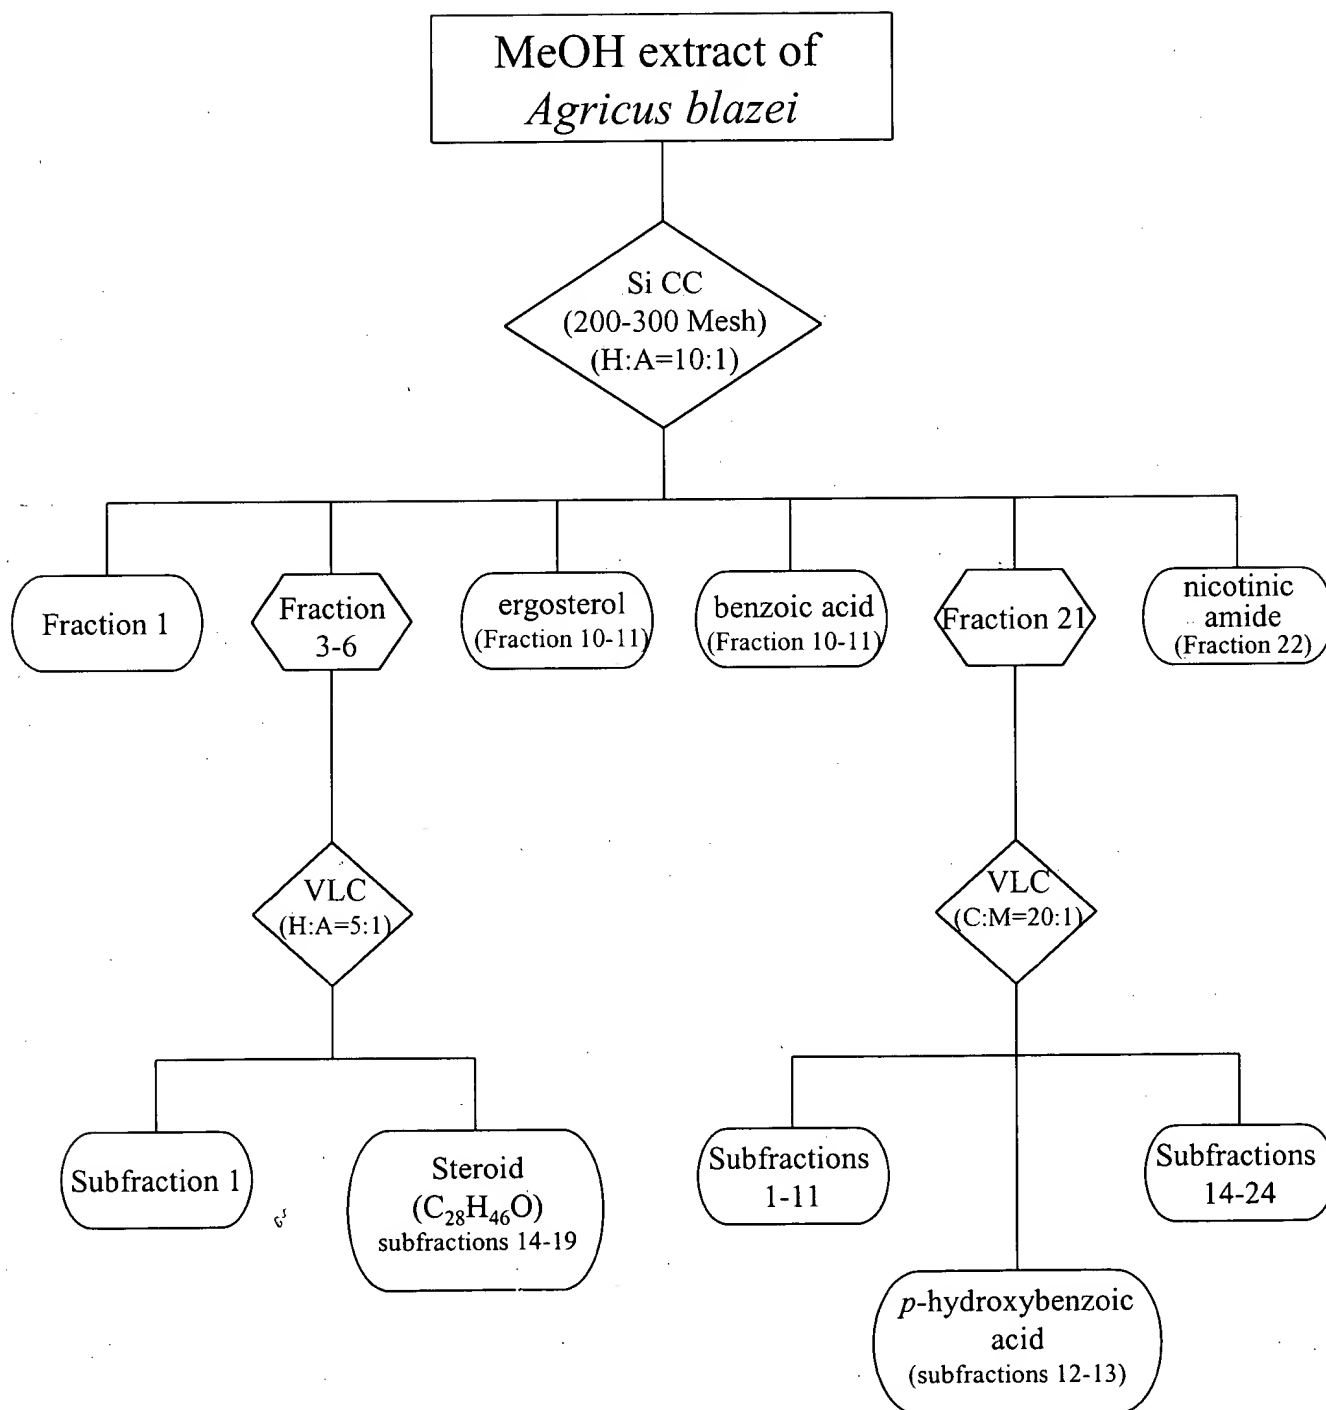 MeOH extract of
Agricus blazei
Si CC
(200-300 Mesh)
(H:A=10:1)
Fraction 1
Fraction
3-6
ergosterol
(Fraction 10-11)
benzoic acid
(Fraction 10-11)
Fraction 21
nicotinic
amide
(Fraction 22)
VLC
(H:A=5:1)
VLC
(C:M=20:1)
Subfraction 1
Steroid
(C₂₈H₄₆O)
subfractions 14-19
Subfractions
1-11
p-hydroxybenzoic
acid
(subfractions 12-13)
Subfractions
14-24